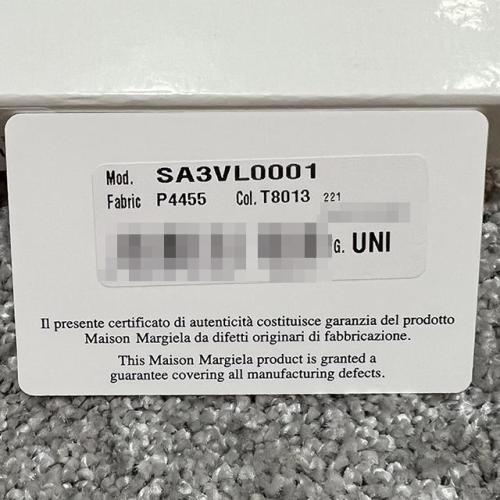 Mod. SA3VL0001
Fabric P4455 Col. T8013 221
G. UNI
Il presente certificato di autenticità costituisce garanzia del prodotto
Maison Margiela da difetti originari di fabbricazione.
This Maison Margiela product is granted a
guarantee covering all manufacturing defects.